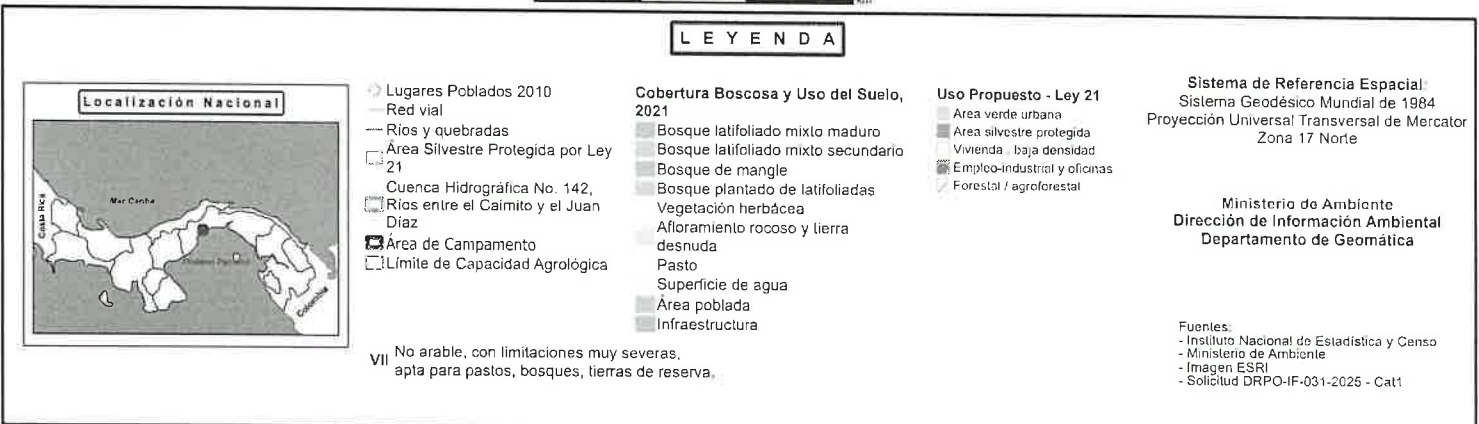 LEYENDA
Localización Nacional
Costa Rica
Mar Caribe
Colombia
Lugares Poblados 2010
Red vial
Ríos y quebradas
Área Silvestre Protegida por Ley
21
Cuenca Hidrográfica No. 142,
Ríos entre el Caimito y el Juan
Díaz
Área de Campamento
Límite de Capacidad Agrológica
VII No arable, con limitaciones muy severas,
apta para pastos, bosques, tierras de reserva.
Cobertura Boscosa y Uso del Suelo,
2021
Bosque latifoliado mixto maduro
Bosque latifoliado mixto secundario
Bosque de mangle
Bosque plantado de latifoliadas
Vegetación herbácea
Afloramiento rocoso y tierra
desnuda
Pasto
Superficie de agua
Área poblada
Infraestructura
Uso Propuesto - Ley 21
Area verde urbana
Area silvestre protegida
Vivienda baja densidad
Empleo-industrial y oficinas
Forestal / agroforestal
Sistema de Referencia Espacial:
Sistema Geodésico Mundial de 1984
Proyección Universal Transversal de Mercator
Zona 17 Norte
Ministerio de Ambiente
Dirección de Información Ambiental
Departamento de Geomática
Fuentes:
- Instituto Nacional de Estadística y Censo
- Ministerio de Ambiente
- Imagen ESRI
- Solicitud DRPO-IF-031-2025 - Cat1